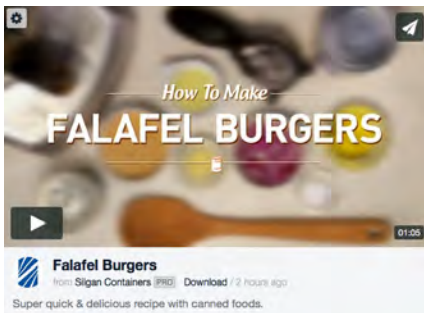 How To Make
FALAFEL BURGERS
01:05
Falafel Burgers
from Silgan Containers PRO Download / 2 hours ago
Super quick & delicious recipe with canned foods.